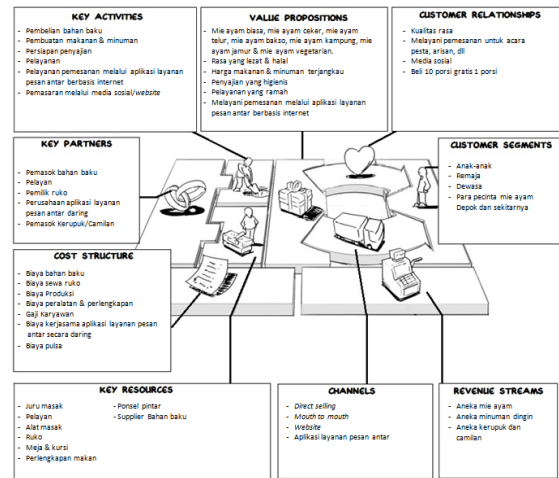 KEY ACTIVITIES
- Pembelian bahan baku
- Pembuatan makanan & minuman
- Persiapan penyajian
- Pelayanan
- Pelayanan pemesanan melalui aplikasi layanan
pesan antar berbasis internet
- Pemasaran melalui media sosial/website
VALUE PROPOSITIONS
- Mie ayam biasa, mie ayam ceker, mie ayam
telur, mie ayam bakso, mie ayam kampung, mie
ayam jamur & mie ayam vegetarian.
- Rasa yang lezat & halal
- Harga makanan & minuman terjangkau
- Penyajian yang higienis
- Pelayanan yang ramah
- Melayani pemesanan melalui aplikasi layanan
pesan antar berbasis internet
CUSTOMER RELATIONSHIPS
- Kualitas rasa
- Melayani pemesanan untuk acara
pesta, arisan, dll
- Media sosial
- Beli 10 porsi gratis 1 porsi
KEY PARTNERS
- Pemasok bahan baku
- Pelayan
- Pemilik ruko
- Perusahaan aplikasi layanan
pesan antar daring
- Pemasok Kerupuk/Camilan
CUSTOMER SEGMENTS
- Anak-anak
- Remaja
- Dewasa
- Para pecinta mie ayam
Depok dan sekitarnya
COST STRUCTURE
- Biaya bahan baku
- Biaya sewa ruko
- Biaya Produksi
- Biaya peralatan & perlengkapan
- Gaji Karyawan
- Biaya kerjasama aplikasi layanan pesan
antar secara daring
- Biaya pulsa
KEY RESOURCES
- Juru masak
- Pelayan
- Alat masak
- Ruko
- Meja & kursi
- Perlengkapan makan
- Ponsel pintar
- Supplier Bahan baku
CHANNELS
- Direct selling
- Mouth to mouth
- Website
- Aplikasi layanan pesan antar
REVENUE STREAMS
- Aneka mie ayam
- Aneka minuman dingin
- Aneka kerupuk dan
camilan